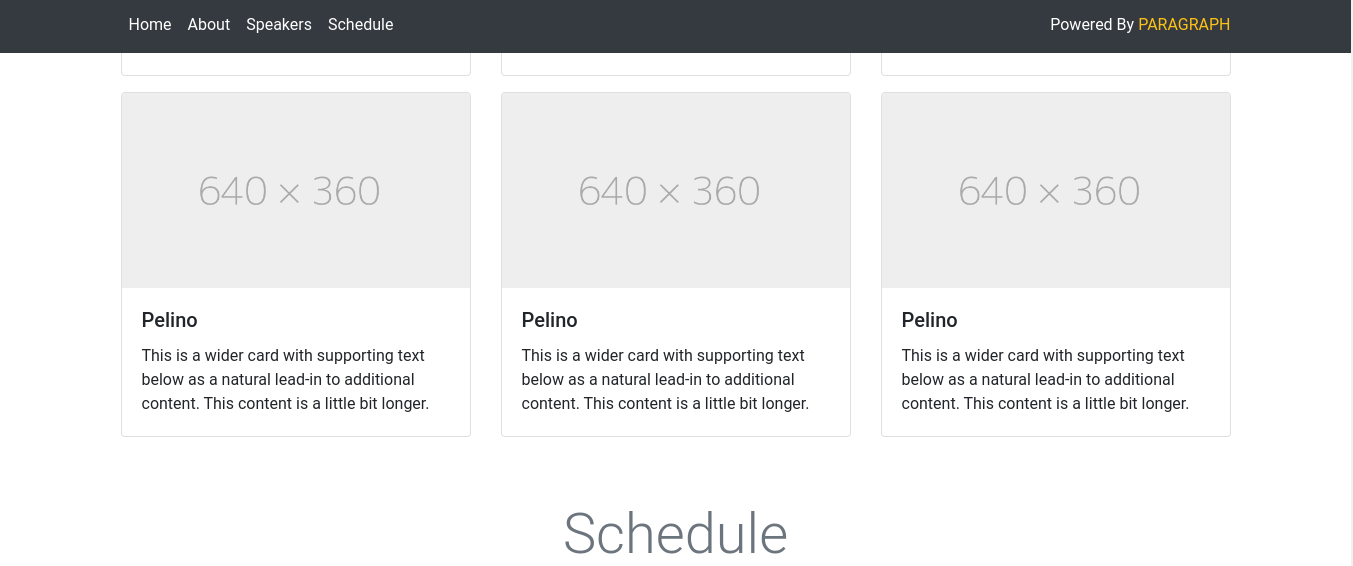 Home About Speakers Schedule Powered By PARAGRAPH
640 × 360 640 × 360 640 × 360
Pelino
This is a wider card with supporting text
below as a natural lead-in to additional
content. This content is a little bit longer.
Pelino
This is a wider card with supporting text
below as a natural lead-in to additional
content. This content is a little bit longer.
Pelino
This is a wider card with supporting text
below as a natural lead-in to additional
content. This content is a little bit longer.
Schedule